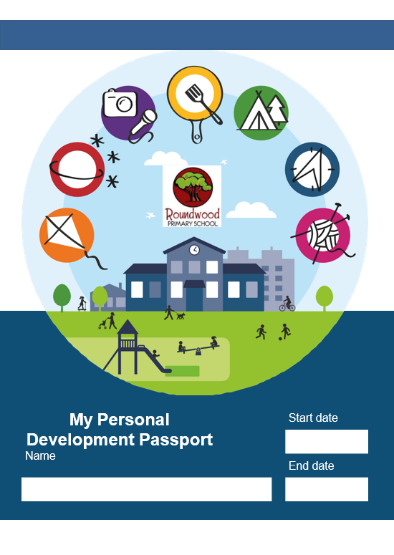 Roundwood
PRIMARY SCHOOL
My Personal
Development Passport
Name
Start date
End date